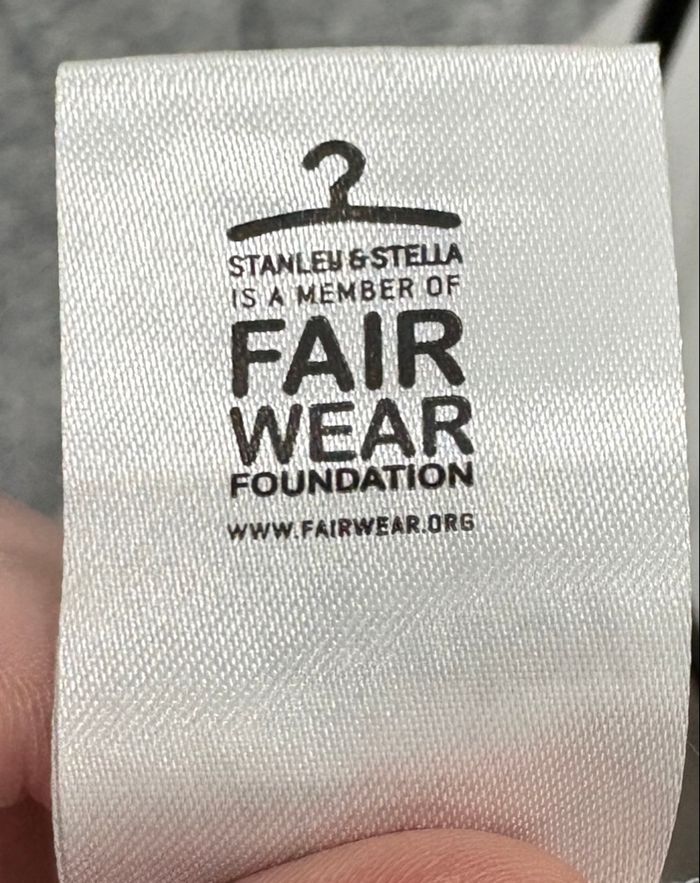 STANLEY & STELLA
IS A MEMBER OF
FAIR
WEAR
FOUNDATION
WWW.FAIRWEAR.ORG